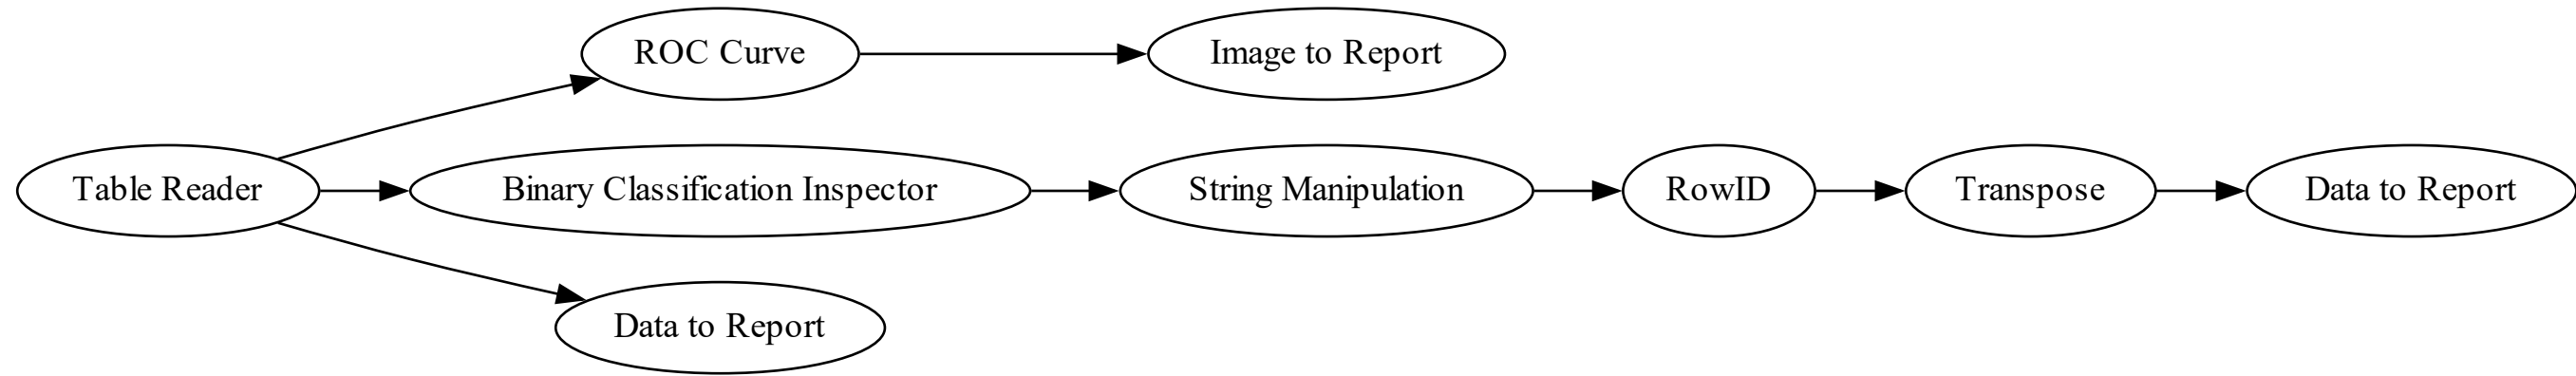 ROC Curve
Image to Report
Table Reader
Binary Classification Inspector
String Manipulation
RowID
Transpose
Data to Report
Data to Report